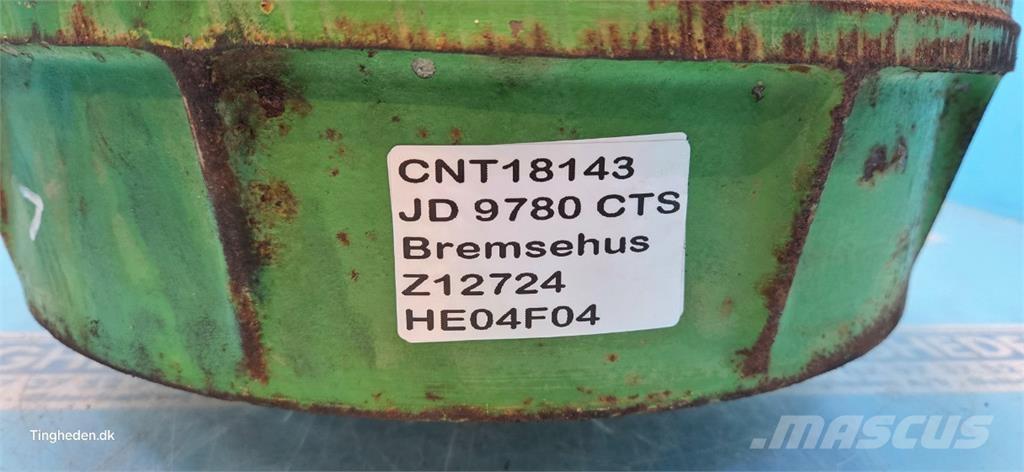 CNT18143
JD 9780 CTS
Bremsehus
Z12724
HE04F04
Tingheden.dk
MASCUS